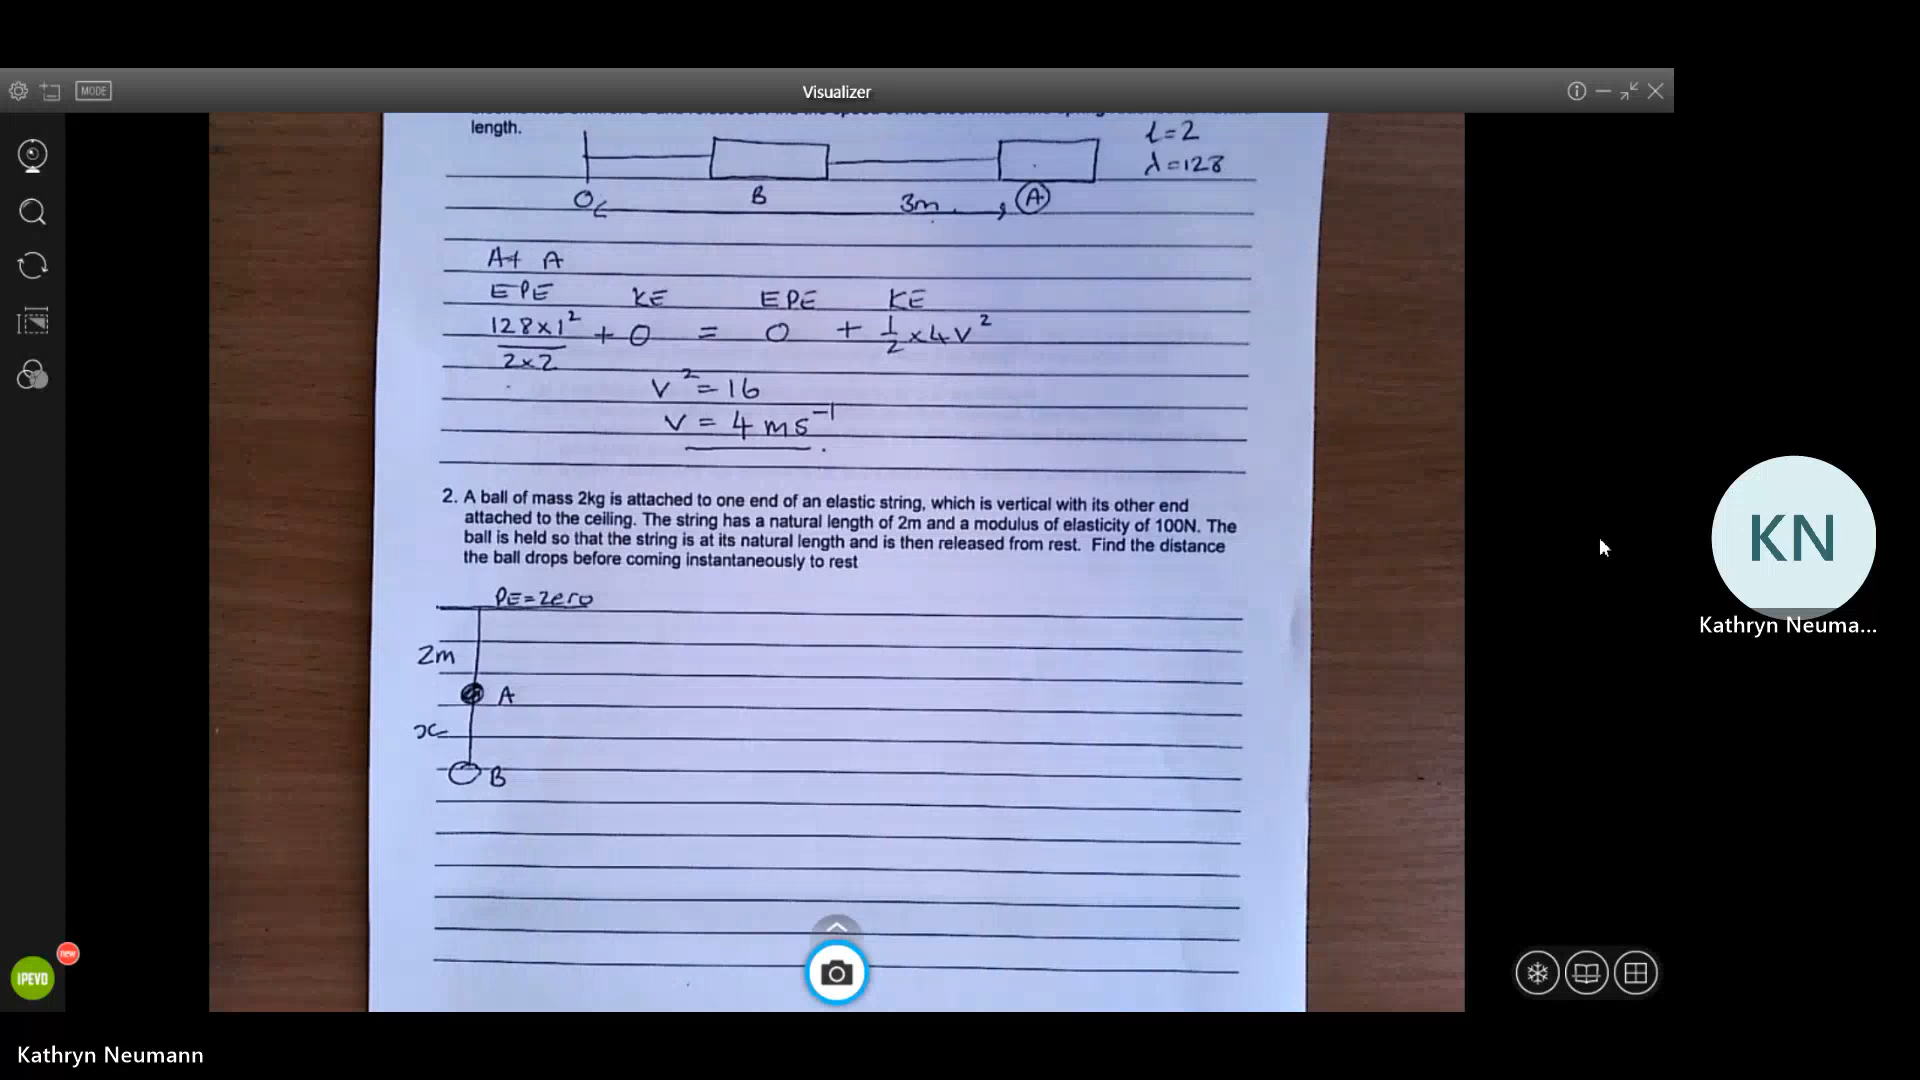 Visualizer
MODE
length.
l=2
λ=128
O B 3m A
At A
EPE KE EPE KE
128×1² + 0 = 0 + 1/2 ×4v²
2×2
v² = 16
v = 4 ms⁻¹
2. A ball of mass 2kg is attached to one end of an elastic string, which is vertical with its other end
attached to the ceiling. The string has a natural length of 2m and a modulus of elasticity of 100N. The
ball is held so that the string is at its natural length and is then released from rest. Find the distance
the ball drops before coming instantaneously to rest
PE=Zero
2m
A
x
B
KN
Kathryn Neuma...
new
IPEVO
Kathryn Neumann